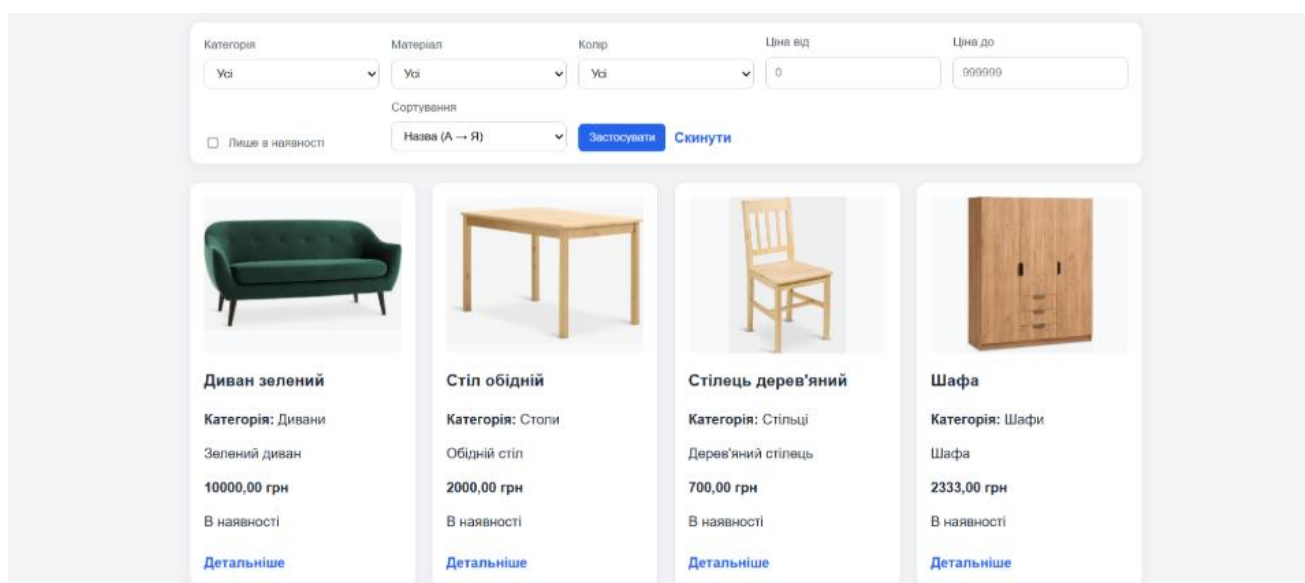 Категорія Матеріал Колір Ціна від Ціна до
Усі Усі Усі 0 999999
Сортування
Лише в наявності Назва (А → Я) Застосувати Скинути
Диван зелений Стіл обідній Стілець дерев'яний Шафа
Категорія: Дивани Категорія: Столи Категорія: Стільці Категорія: Шафи
Зелений диван Обідній стіл Дерев'яний стілець Шафа
10000,00 грн 2000,00 грн 700,00 грн 2333,00 грн
В наявності В наявності В наявності В наявності
Детальніше Детальніше Детальніше Детальніше